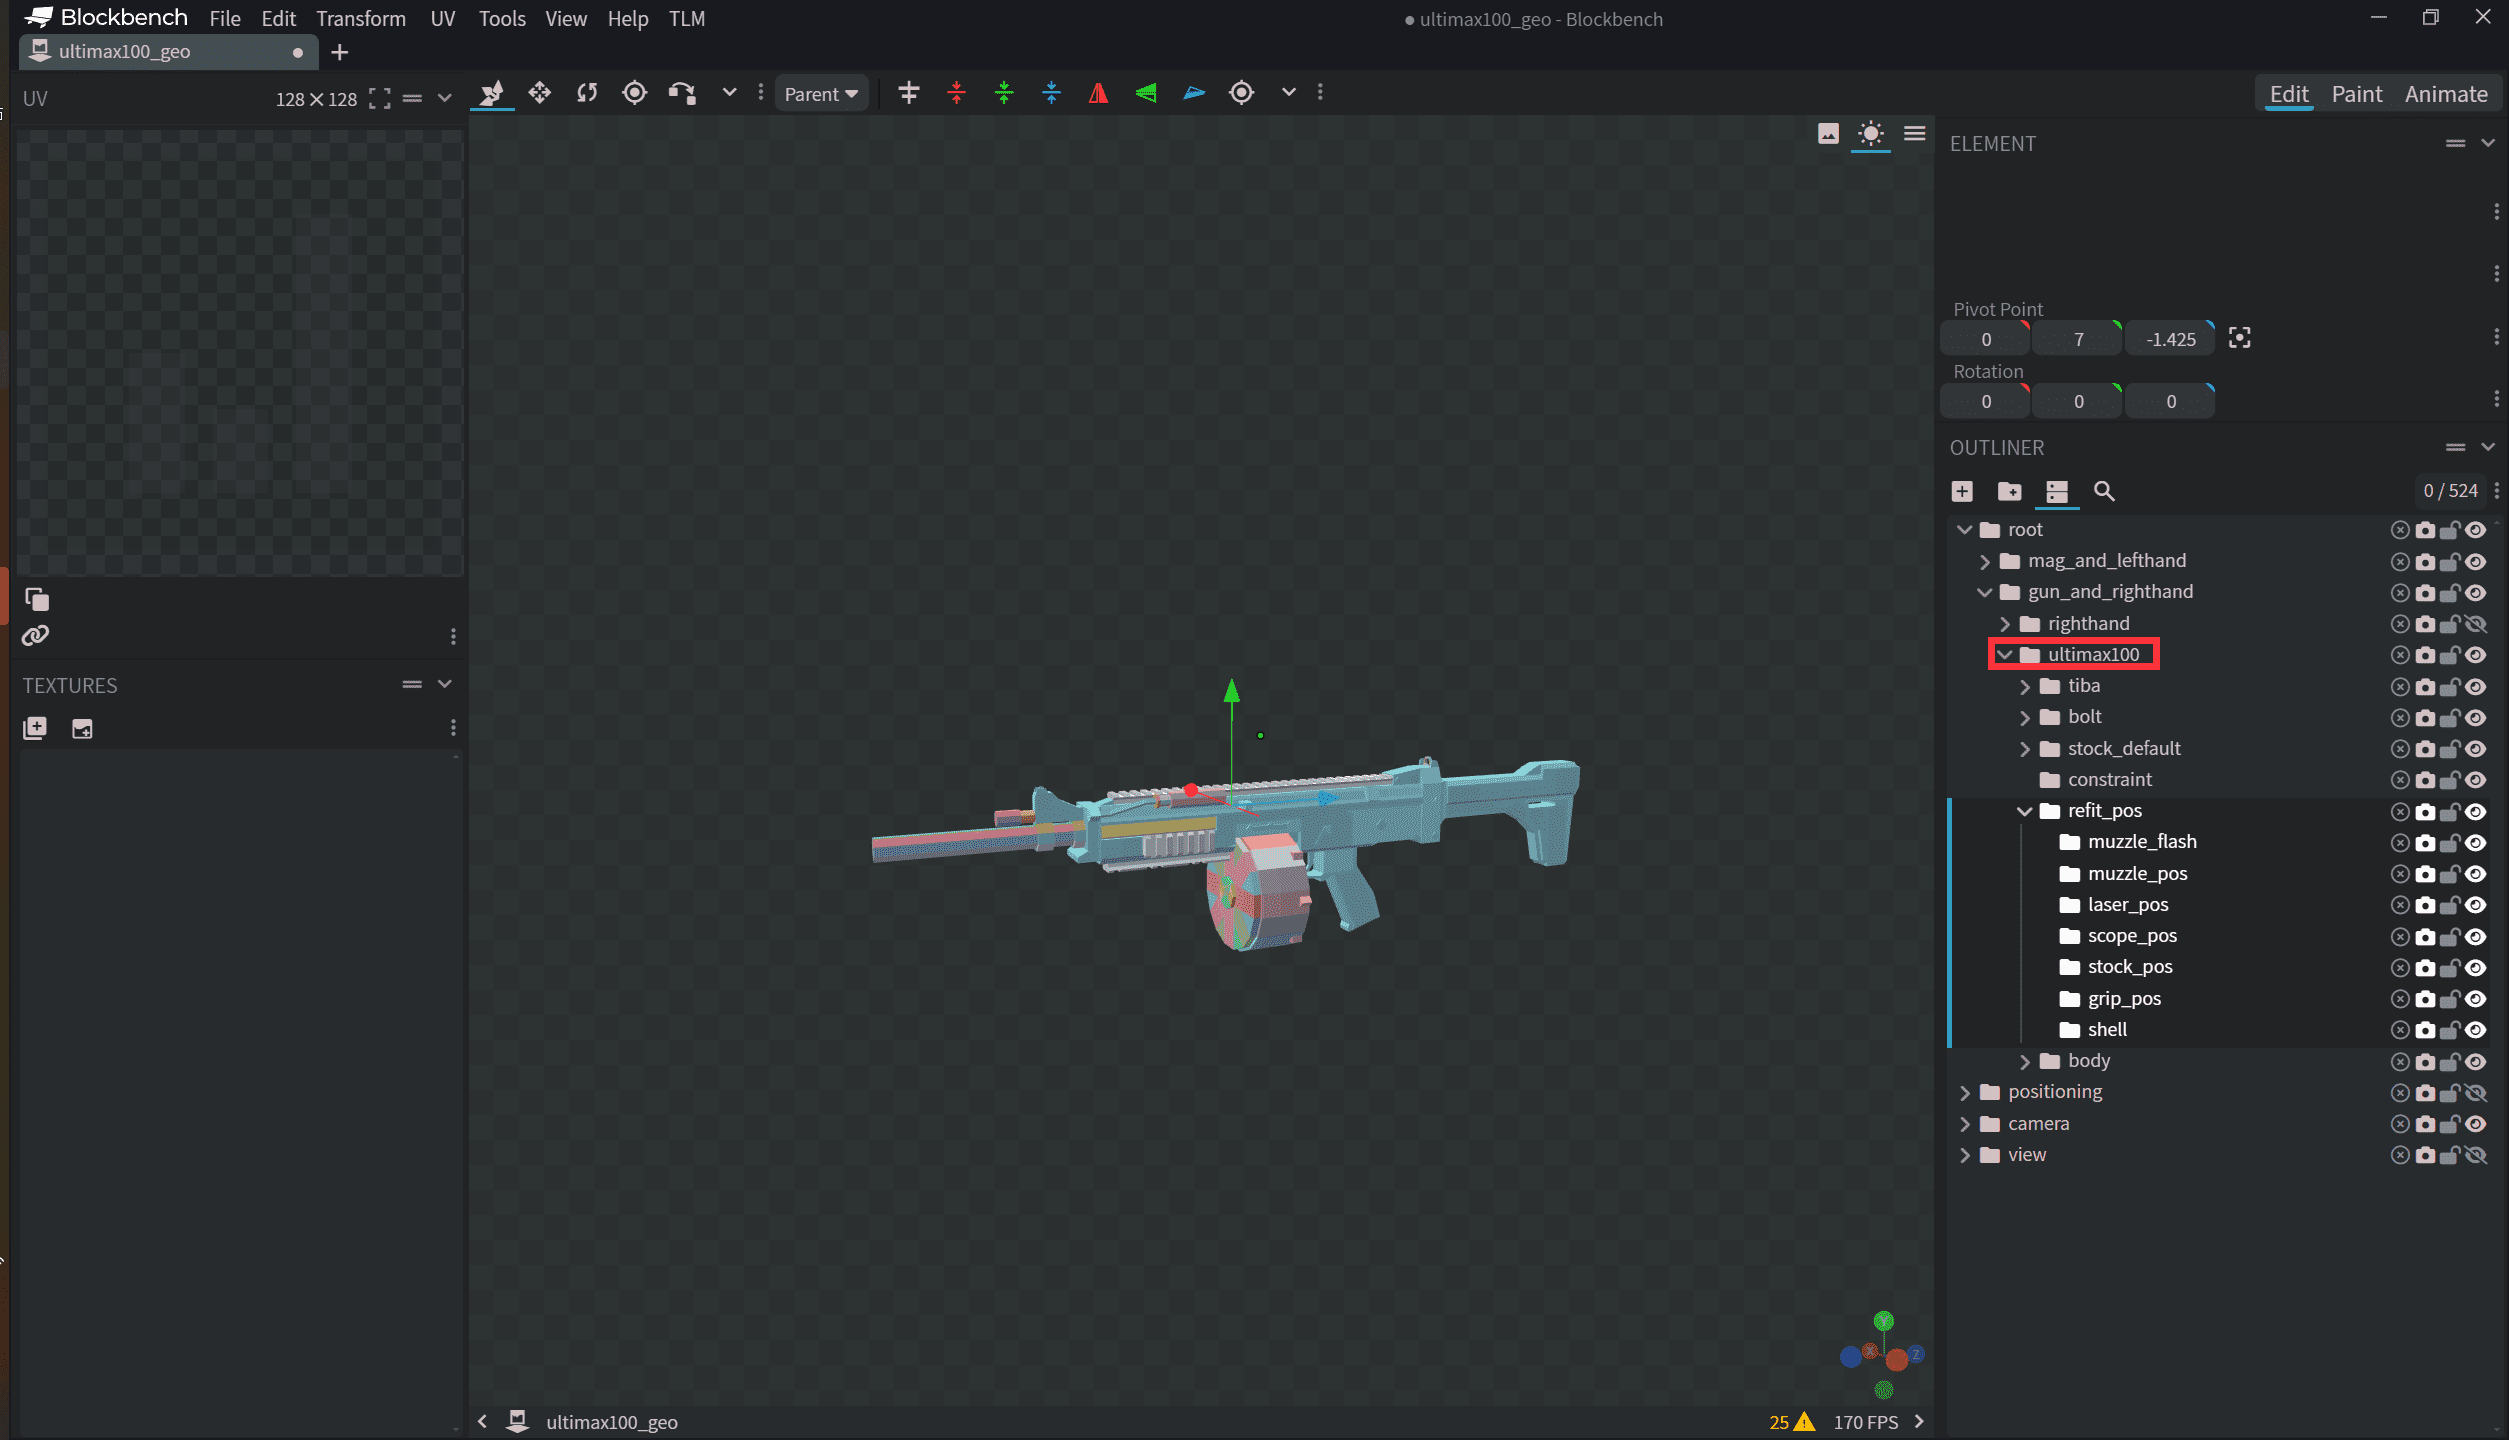 Blockbench File Edit Transform UV Tools View Help TLM
● ultimax100_geo - Blockbench
ultimax100_geo
UV 128×128
Parent
Edit Paint Animate
ELEMENT
Pivot Point
0 7 -1.425
Rotation
0 0 0
OUTLINER
0 / 524
root
mag_and_lefthand
gun_and_righthand
righthand
ultimax100
tiba
bolt
stock_default
constraint
refit_pos
muzzle_flash
muzzle_pos
laser_pos
scope_pos
stock_pos
grip_pos
shell
body
positioning
camera
view
TEXTURES
X Z
ultimax100_geo
25 170 FPS